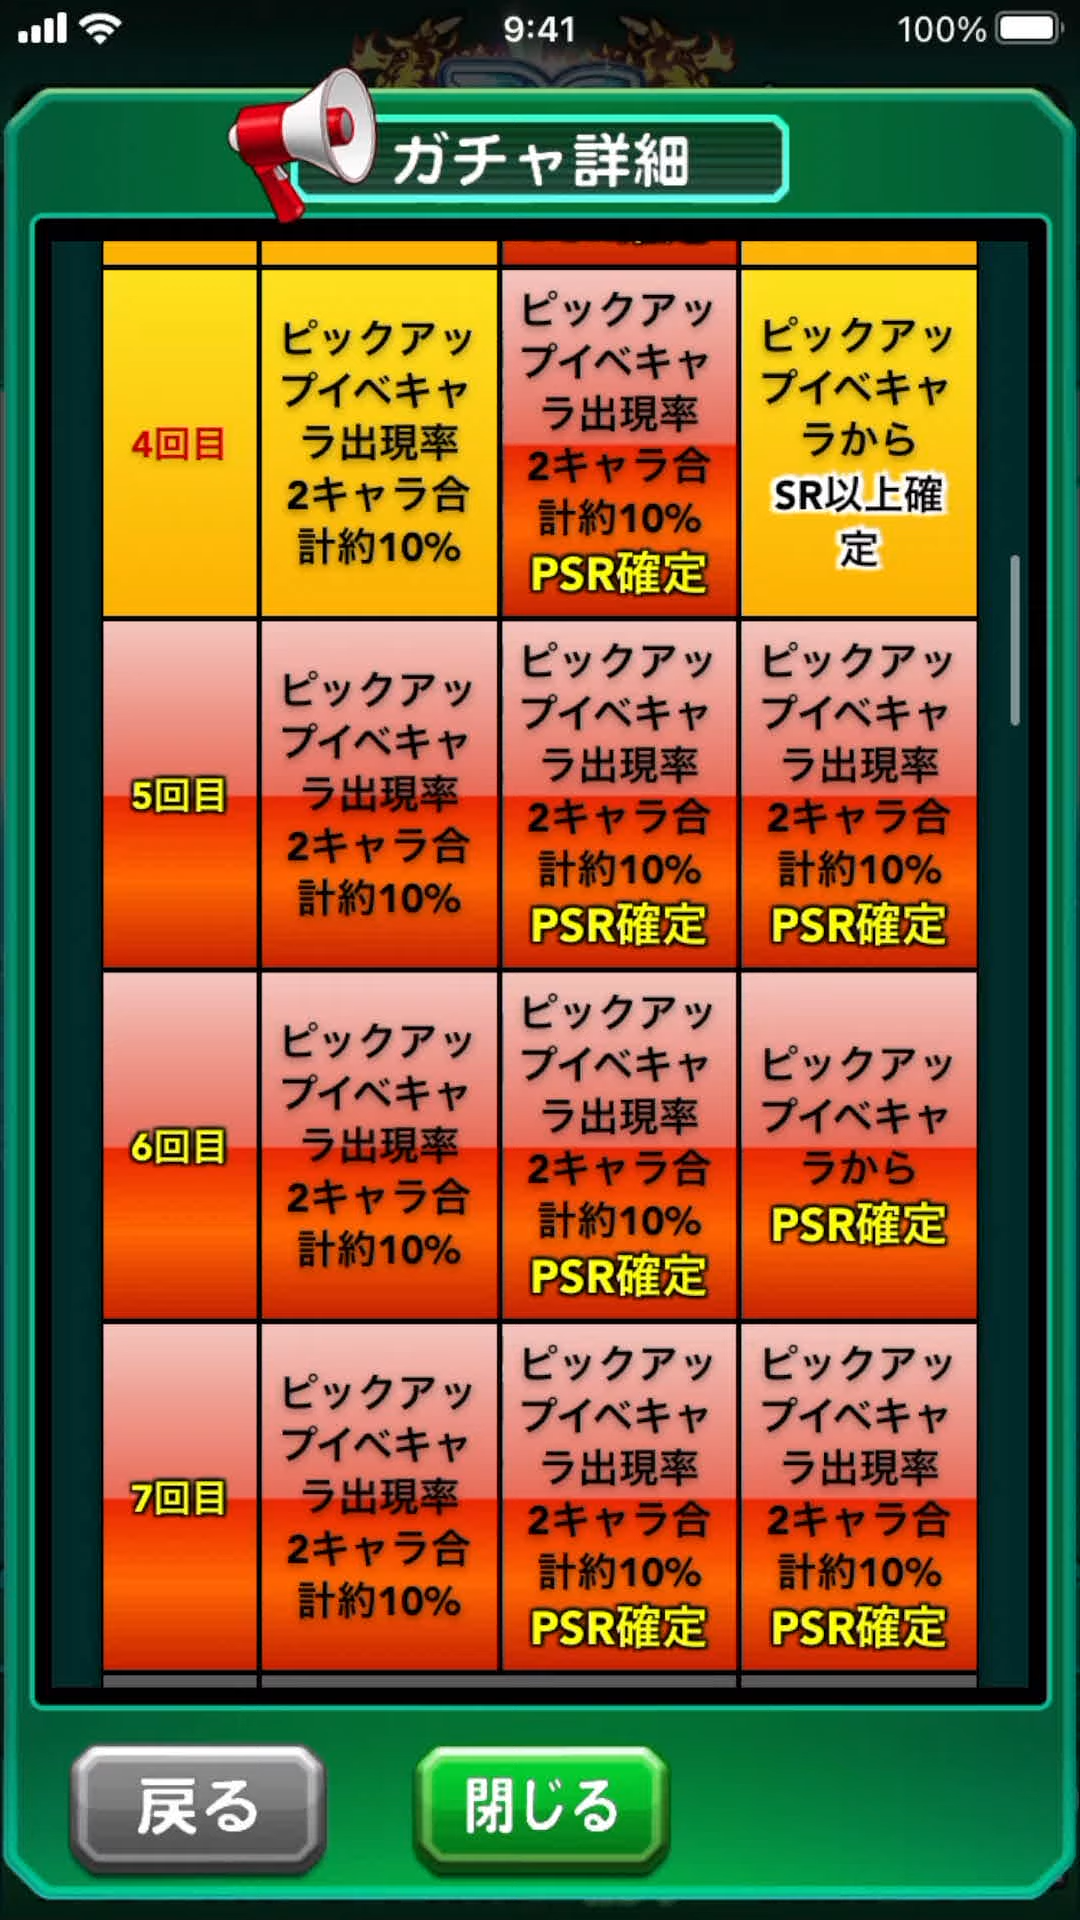 9:41
100%
ガチャ詳細
4回目
ピックアッ
プイベキャ
ラ出現率
2キャラ合
計約10%
ピックアッ
プイベキャ
ラ出現率
2キャラ合
計約10%
PSR確定
ピックアッ
プイベキャ
ラから
SR以上確
定
5回目
ピックアッ
プイベキャ
ラ出現率
2キャラ合
計約10%
ピックアッ
プイベキャ
ラ出現率
2キャラ合
計約10%
PSR確定
ピックアッ
プイベキャ
ラ出現率
2キャラ合
計約10%
PSR確定
6回目
ピックアッ
プイベキャ
ラ出現率
2キャラ合
計約10%
ピックアッ
プイベキャ
ラ出現率
2キャラ合
計約10%
PSR確定
ピックアッ
プイベキャ
ラから
PSR確定
7回目
ピックアッ
プイベキャ
ラ出現率
2キャラ合
計約10%
ピックアッ
プイベキャ
ラ出現率
2キャラ合
計約10%
PSR確定
ピックアッ
プイベキャ
ラ出現率
2キャラ合
計約10%
PSR確定
戻る
閉じる